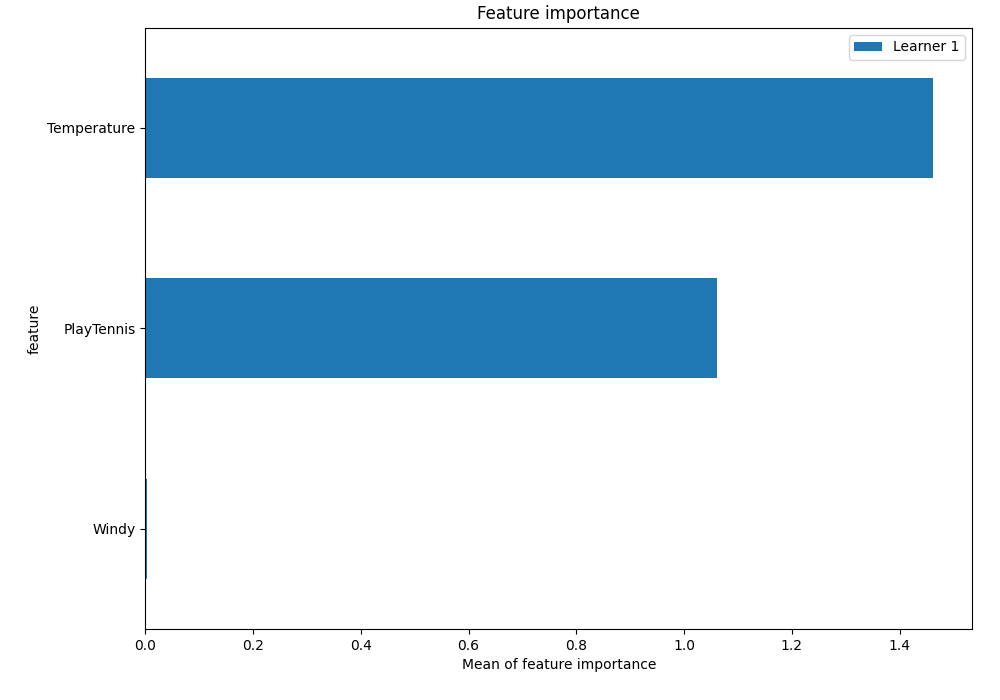 Feature importance
Learner 1
Temperature
PlayTennis
Windy
feature
0.0 0.2 0.4 0.6 0.8 1.0 1.2 1.4
Mean of feature importance